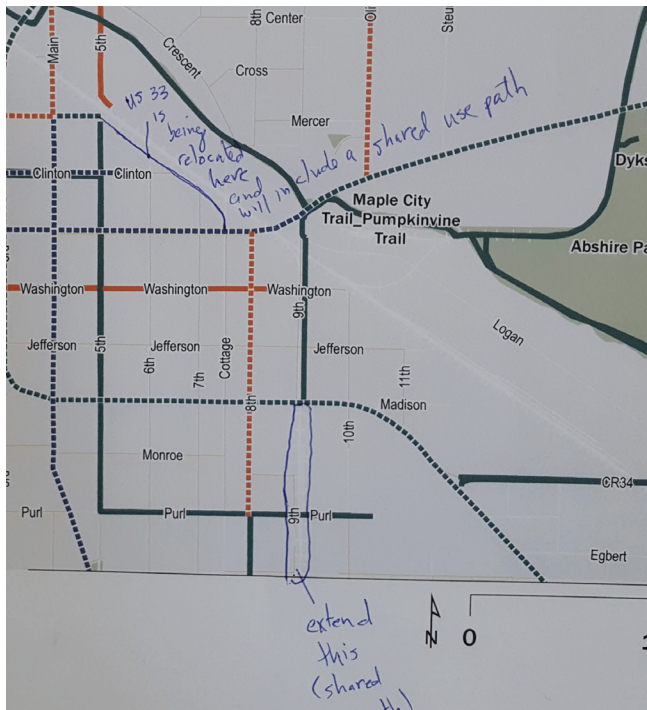 Main
5th
8th
Center
Oli
Steu
Crescent
Cross
Mercer
US 33
is
being
relocated
here
and
will include a shared use path
Clinton
Clinton
Dyks
Maple City
Trail_Pumpkinvine
Trail
Abshire Pa
Washington
Washington
Washington
9th
Logan
Jefferson
5th
6th
Jefferson
7th
Cottage
Jefferson
8th
11th
Madison
10th
Monroe
CR34
Purl
Purl
9th
Purl
Egbert
extend
this
(shared
N
0